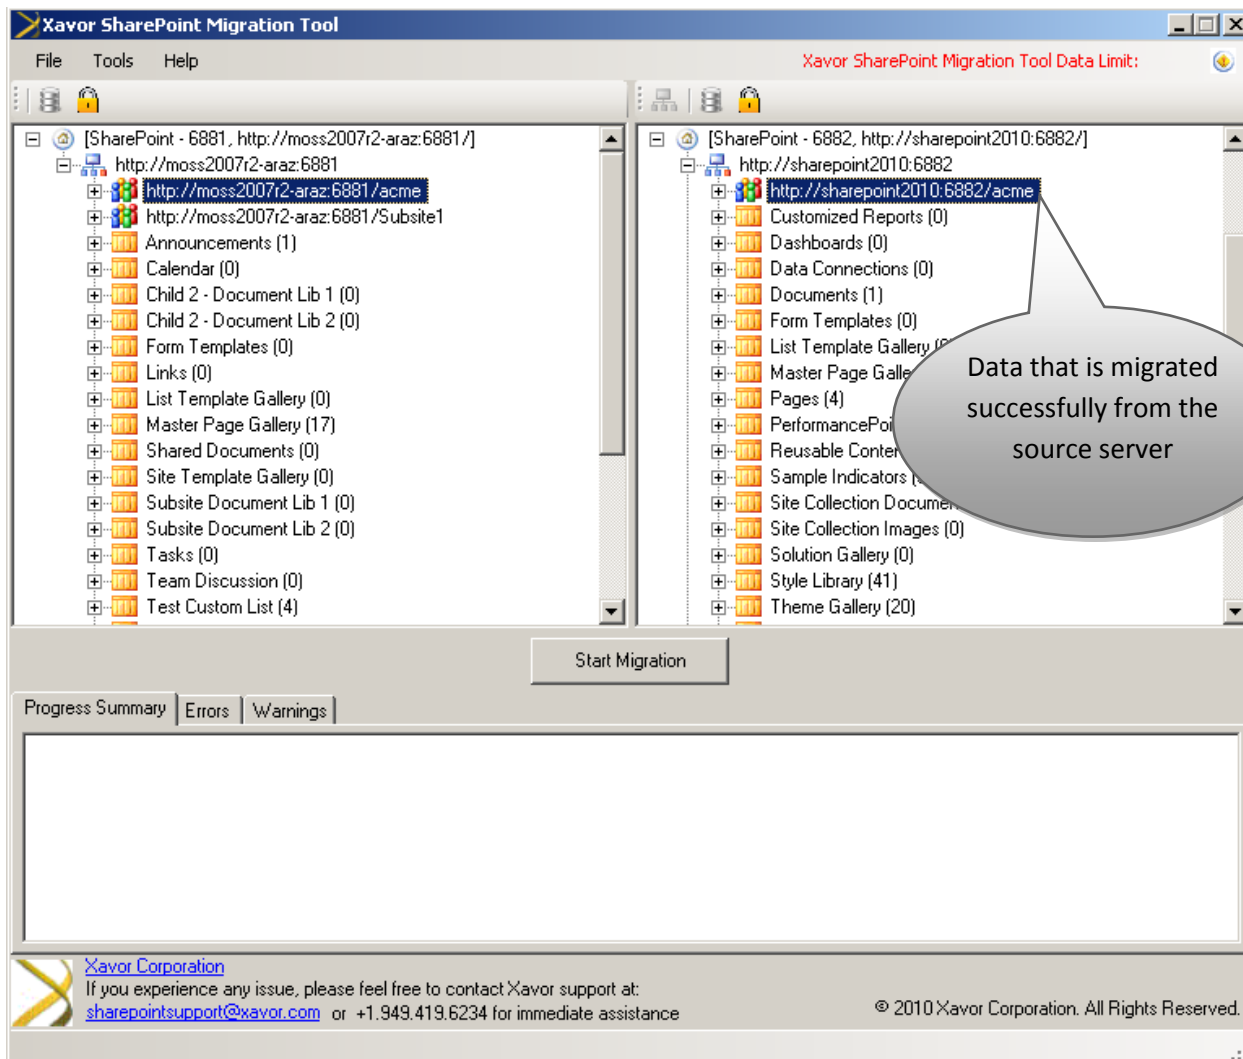 Xavor SharePoint Migration Tool
File Tools Help
Xavor SharePoint Migration Tool Data Limit:
[SharePoint - 6881, http://moss2007r2-araz:6881/]
http://moss2007r2-araz:6881
http://moss2007r2-araz:6881/acme
http://moss2007r2-araz:6881/Subsite1
Announcements (1)
Calendar (0)
Child 2 - Document Lib 1 (0)
Child 2 - Document Lib 2 (0)
Form Templates (0)
Links (0)
List Template Gallery (0)
Master Page Gallery (17)
Shared Documents (0)
Site Template Gallery (0)
Subsite Document Lib 1 (0)
Subsite Document Lib 2 (0)
Tasks (0)
Team Discussion (0)
Test Custom List (4)
[SharePoint - 6882, http://sharepoint2010:6882/]
http://sharepoint2010:6882
http://sharepoint2010:6882/acme
Customized Reports (0)
Dashboards (0)
Data Connections (0)
Documents (1)
Form Templates (0)
List Template Gallery
Master Page Galle
Pages (4)
PerformancePoi
Reusable Conter
Sample Indicators
Site Collection Documen
Site Collection Images (0)
Solution Gallery (0)
Style Library (41)
Theme Gallery (20)
Data that is migrated
successfully from the
source server
Start Migration
Progress Summary Errors Warnings
Xavor Corporation
If you experience any issue, please feel free to contact Xavor support at:
sharepointsupport@xavor.com or +1.949.419.6234 for immediate assistance
© 2010 Xavor Corporation. All Rights Reserved.